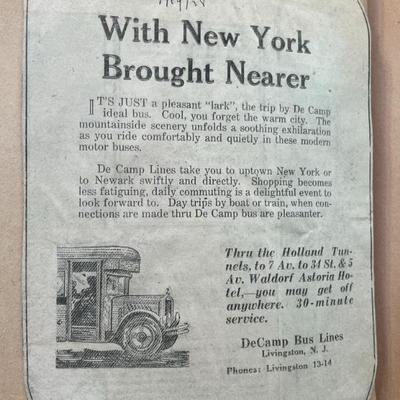 With New York
Brought Nearer
IT'S JUST a pleasant "lark", the trip by De Camp
ideal bus. Cool, you forget the warm city. The
mountainside scenery unfolds a soothing exhilaration
as you ride comfortably and quietly in these modern
motor buses.
De Camp Lines take you to uptown New York or
to Newark swiftly and directly. Shopping becomes
less fatiguing, daily commuting is a delightful event to
look forward to. Day trips by boat or train, when con-
nections are made thru De Camp bus are pleasanter.
Thru the Holland Tun-
nets, to 7 Av. to 34 St. & 5
Av. Waldorf Astoria Ho-
tel,—you may get off
anywhere. 30-minute
service.
DeCamp Bus Lines
Livingston, N. J.
Phones: Livingston 13-14